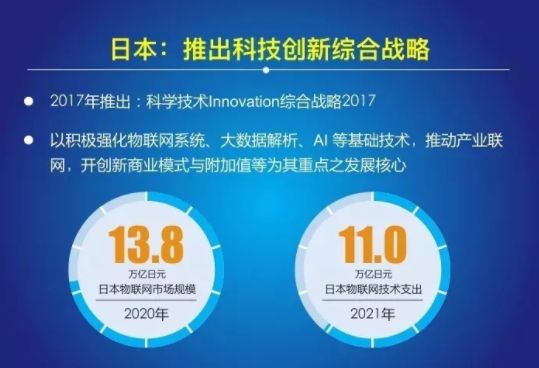 日本：推出科技创新综合战略
2017年推出：科学技术Innovation综合战略2017
以积极强化物联网系统、大数据解析、AI 等基础技术，推动产业联
网，开创新商业模式与附加值等为其重点之发展核心
13.8
万亿日元
日本物联网市场规模
2020年
11.0
万亿日元
日本物联网技术支出
2021年